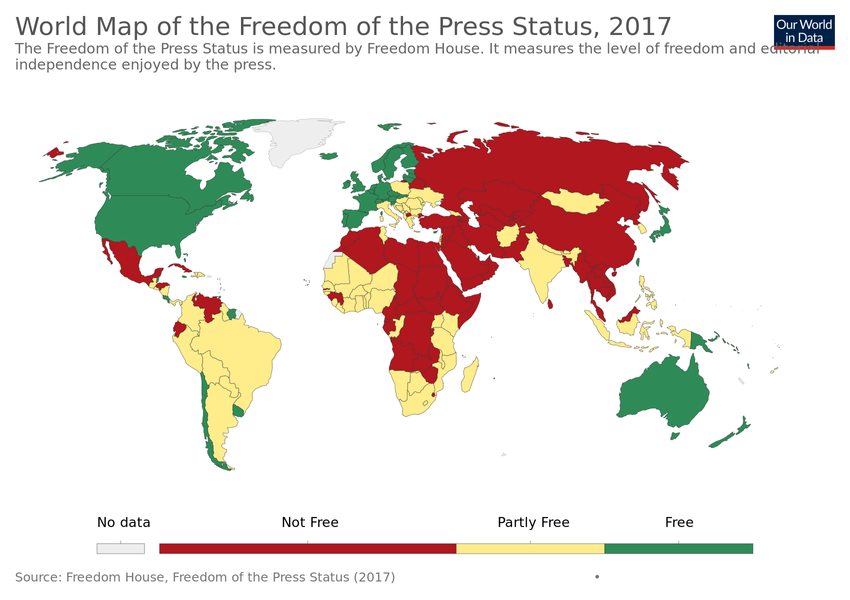 World Map of the Freedom of the Press Status, 2017
Our World
in Data
The Freedom of the Press Status is measured by Freedom House. It measures the level of freedom and editorial
independence enjoyed by the press.
No data
Not Free
Partly Free
Free
Source: Freedom House, Freedom of the Press Status (2017)